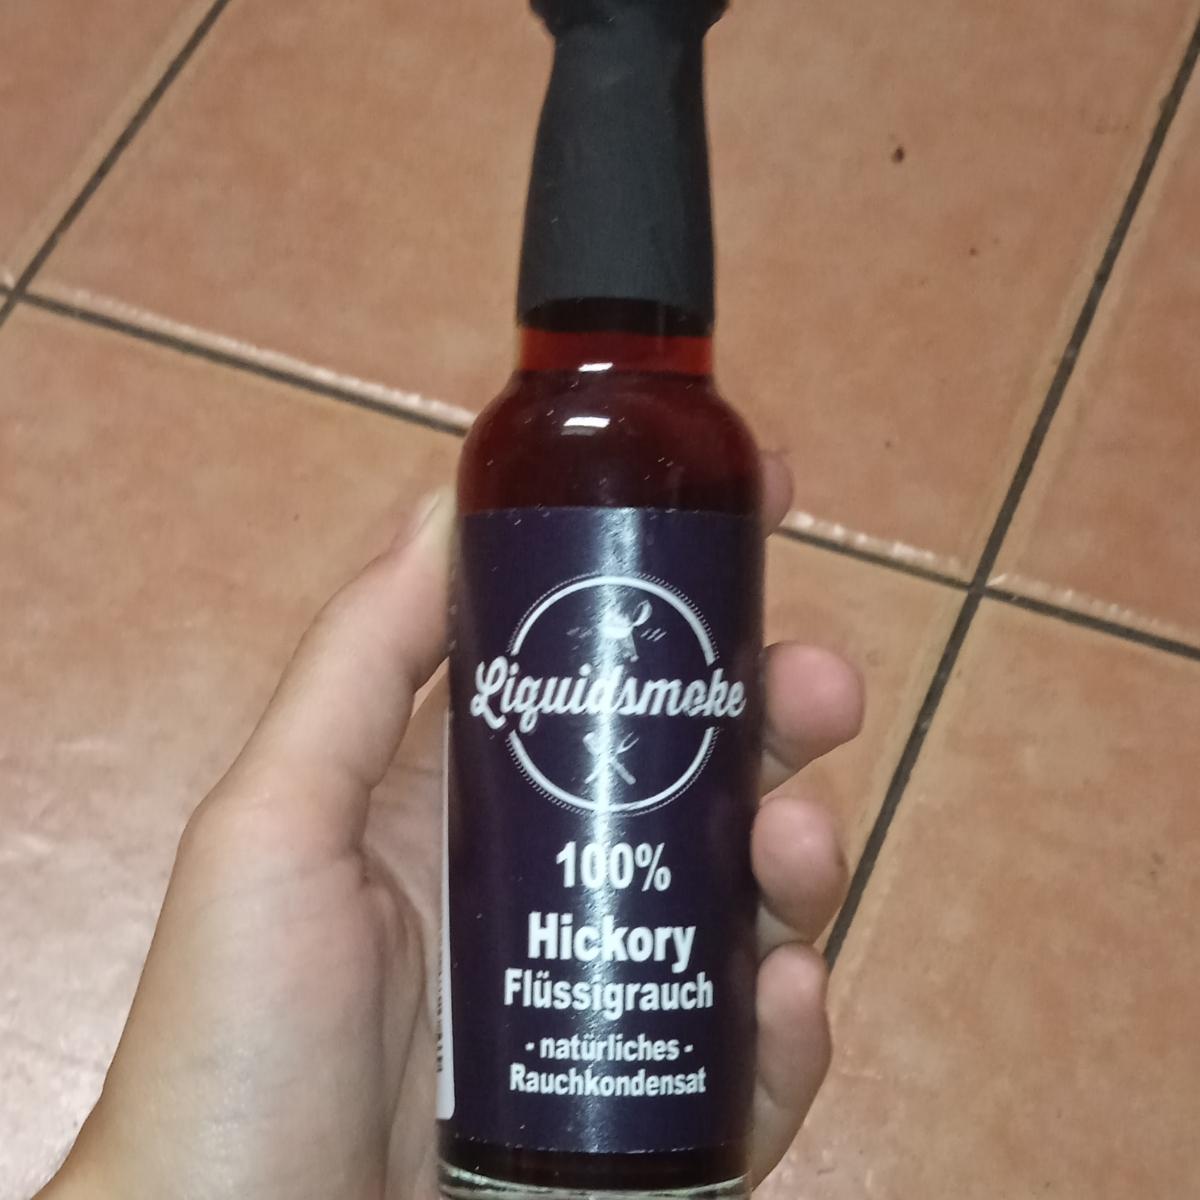 Liquidsmoke
100%
Hickory
Flüssigrauch
- natürliches -
Rauchkondensat